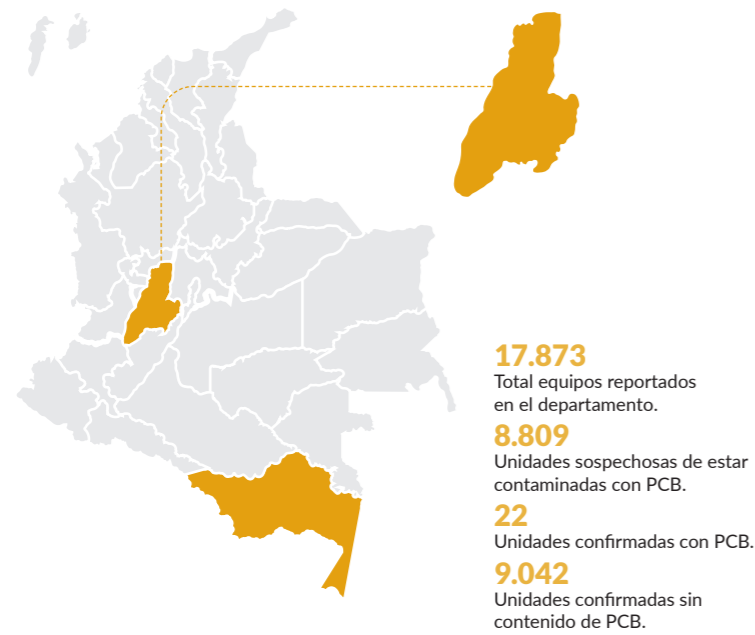 17.873
Total equipos reportados
en el departamento.
8.809
Unidades sospechosas de estar
contaminadas con PCB.
22
Unidades confirmadas con PCB.
9.042
Unidades confirmadas sin
contenido de PCB.